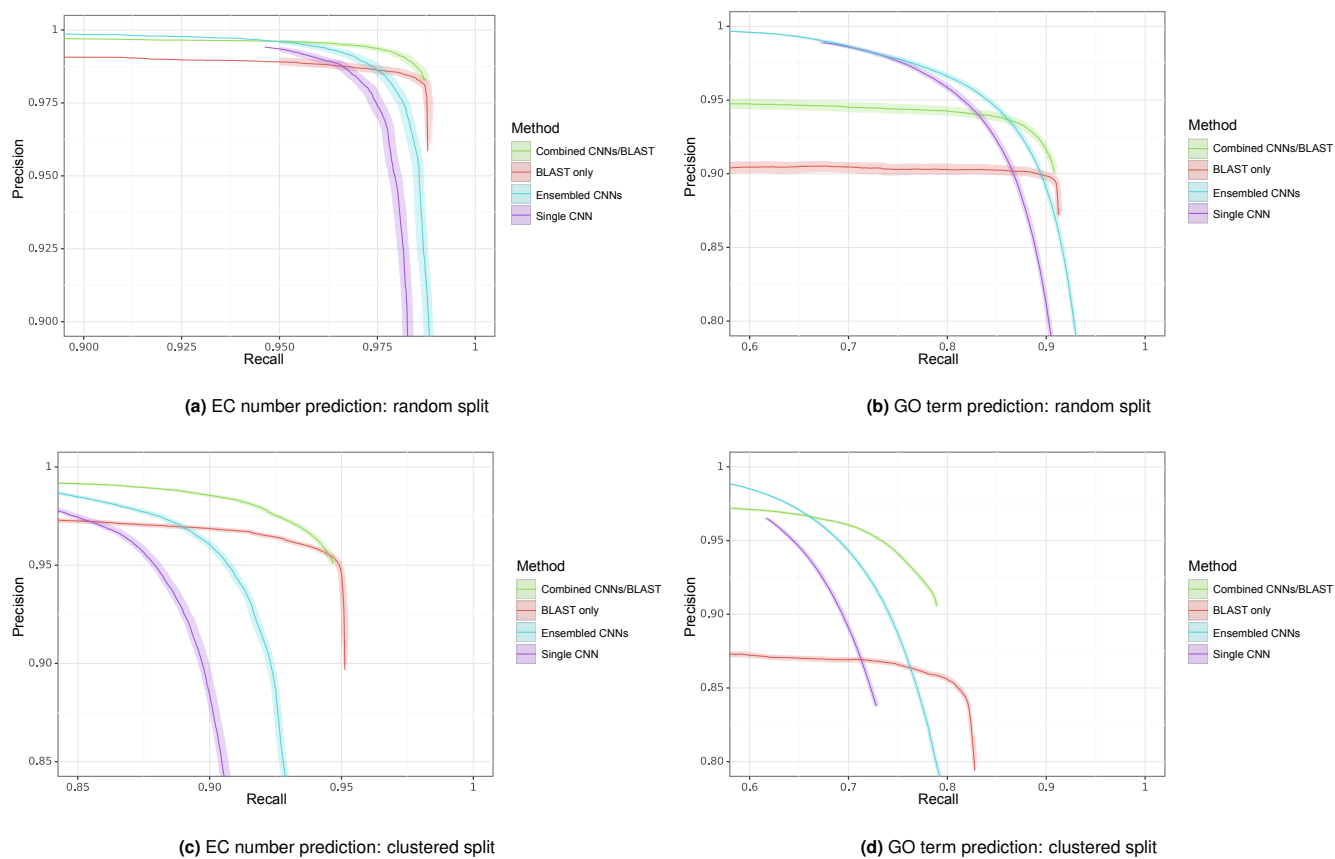 1
0.975
0.950
0.925
0.900
Precision
0.900
0.925
0.950
0.975
1
Recall
Method
Combined CNNs/BLAST
BLAST only
Ensembled CNNs
Single CNN
(a) EC number prediction: random split
1
0.95
0.90
0.85
0.80
Precision
0.6
0.7
0.8
0.9
1
Recall
Method
Combined CNNs/BLAST
BLAST only
Ensembled CNNs
Single CNN
(b) GO term prediction: random split
1
0.95
0.90
0.85
Precision
0.85
0.90
0.95
1
Recall
Method
Combined CNNs/BLAST
BLAST only
Ensembled CNNs
Single CNN
(c) EC number prediction: clustered split
1
0.95
0.90
0.85
0.80
Precision
0.6
0.7
0.8
0.9
1
Recall
Method
Combined CNNs/BLAST
BLAST only
Ensembled CNNs
Single CNN
(d) GO term prediction: clustered split